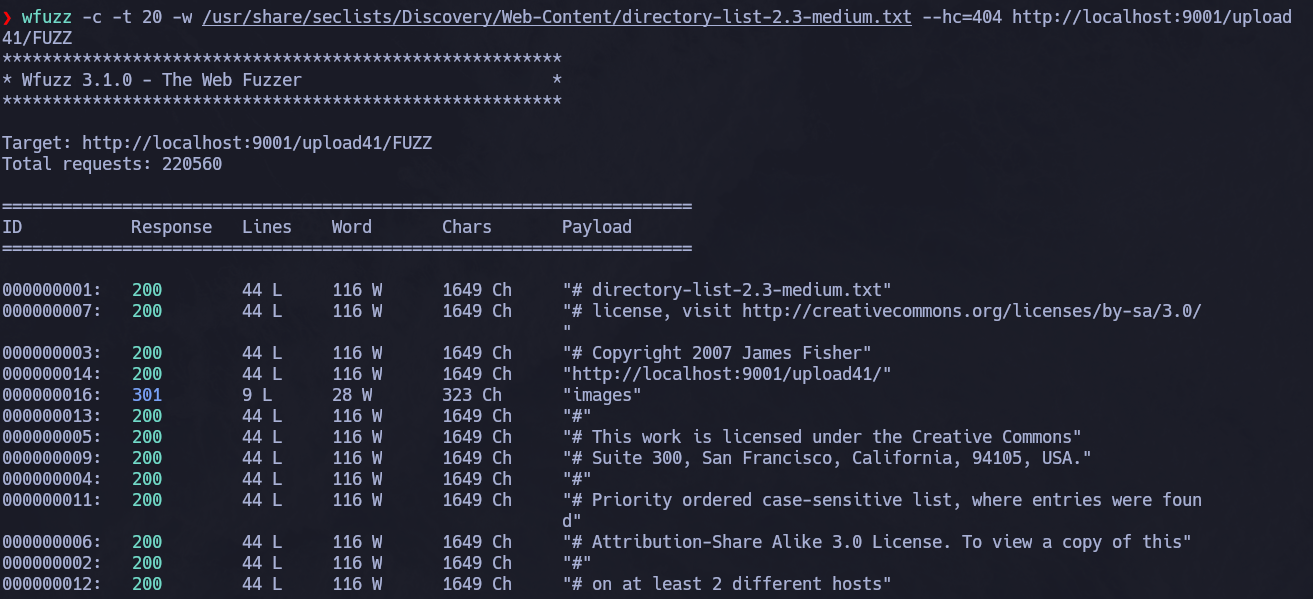 ❯ wfuzz -c -t 20 -w /usr/share/seclists/Discovery/Web-Content/directory-list-2.3-medium.txt --hc=404 http://localhost:9001/upload
41/FUZZ
********************************************************
* Wfuzz 3.1.0 - The Web Fuzzer                         *
********************************************************

Target: http://localhost:9001/upload41/FUZZ
Total requests: 220560

=====================================================================
ID           Response   Lines    Word       Chars       Payload
=====================================================================

000000001:   200        44 L     116 W      1649 Ch     "# directory-list-2.3-medium.txt"
000000007:   200        44 L     116 W      1649 Ch     "# license, visit http://creativecommons.org/licenses/by-sa/3.0/
                                                        "
000000003:   200        44 L     116 W      1649 Ch     "# Copyright 2007 James Fisher"
000000014:   200        44 L     116 W      1649 Ch     "http://localhost:9001/upload41/"
000000016:   301        9 L      28 W       323 Ch      "images"
000000013:   200        44 L     116 W      1649 Ch     "#"
000000005:   200        44 L     116 W      1649 Ch     "# This work is licensed under the Creative Commons"
000000009:   200        44 L     116 W      1649 Ch     "# Suite 300, San Francisco, California, 94105, USA."
000000004:   200        44 L     116 W      1649 Ch     "#"
000000011:   200        44 L     116 W      1649 Ch     "# Priority ordered case-sensitive list, where entries were foun
                                                        d"
000000006:   200        44 L     116 W      1649 Ch     "# Attribution-Share Alike 3.0 License. To view a copy of this"
000000002:   200        44 L     116 W      1649 Ch     "#"
000000012:   200        44 L     116 W      1649 Ch     "# on at least 2 different hosts"